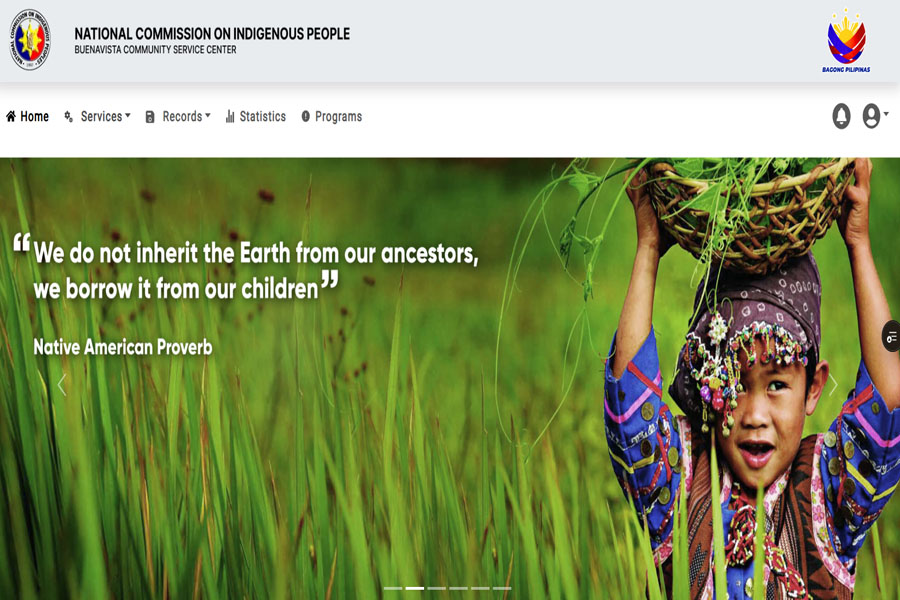 NATIONAL COMMISSION ON INDIGENOUS PEOPLE
BUENAVISTA COMMUNITY SERVICE CENTER
BAGONG PILIPINAS
Home Services Records Statistics Programs
“We do not inherit the Earth from our ancestors,
we borrow it from our children”
Native American Proverb